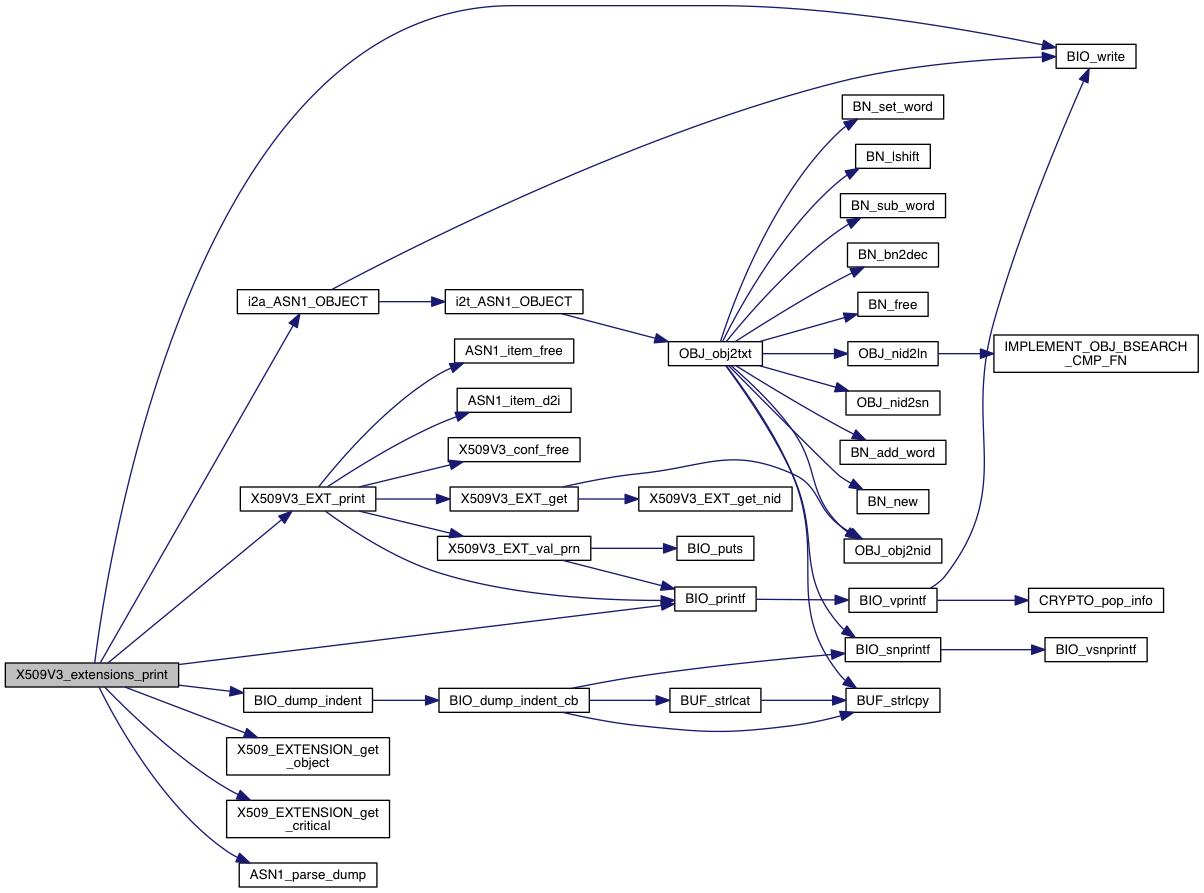 BIO_write
BN_set_word
BN_lshift
BN_sub_word
BN_bn2dec
i2a_ASN1_OBJECT
i2t_ASN1_OBJECT
BN_free
ASN1_item_free
OBJ_obj2txt
OBJ_nid2ln
IMPLEMENT_OBJ_BSEARCH
_CMP_FN
ASN1_item_d2i
OBJ_nid2sn
X509V3_conf_free
BN_add_word
X509V3_EXT_print
X509V3_EXT_get
X509V3_EXT_get_nid
BN_new
X509V3_EXT_val_prn
BIO_puts
OBJ_obj2nid
BIO_printf
BIO_vprintf
CRYPTO_pop_info
BIO_snprintf
BIO_vsnprintf
X509V3_extensions_print
BIO_dump_indent
BIO_dump_indent_cb
BUF_strlcat
BUF_strlcpy
X509_EXTENSION_get
_object
X509_EXTENSION_get
_critical
ASN1_parse_dump